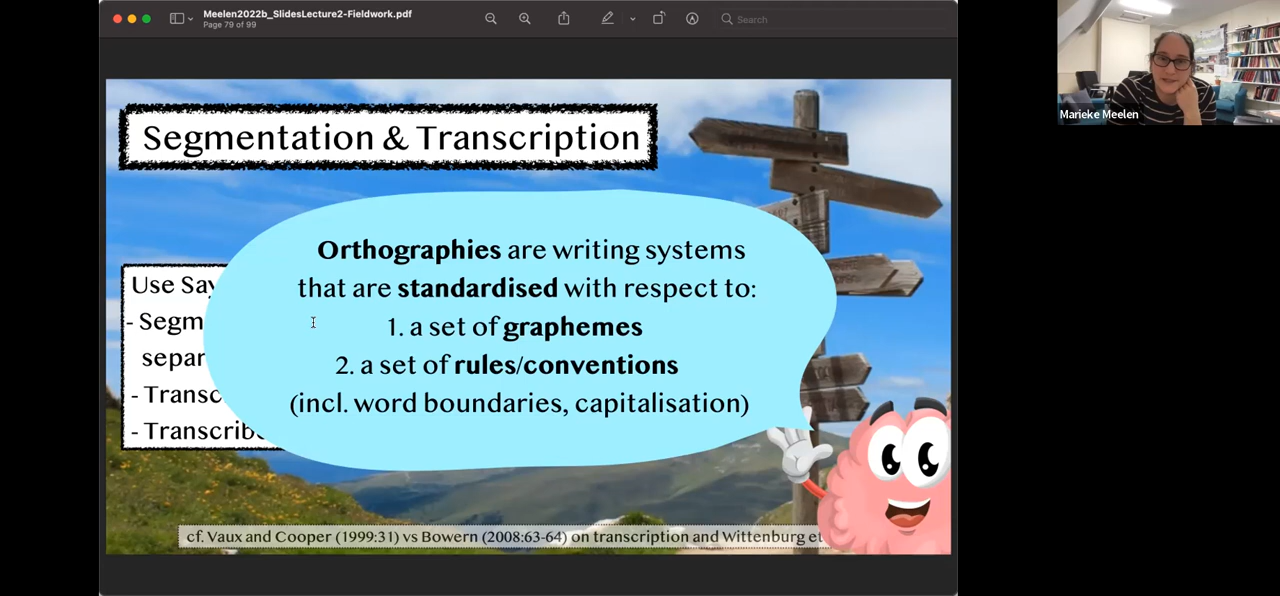 Meelen2022b_SlidesLecture2-Fieldwork.pdf
Page 79 of 99
Search
Marieke Meelen
Segmentation & Transcription
Orthographies are writing systems
that are standardised with respect to:
1. a set of graphemes
2. a set of rules/conventions
(incl. word boundaries, capitalisation)
Use Say
- Segm
separ
- Transc
- Transcribe
cf. Vaux and Cooper (1999:31) vs Bowern (2008:63-64) on transcription and Wittenburg et